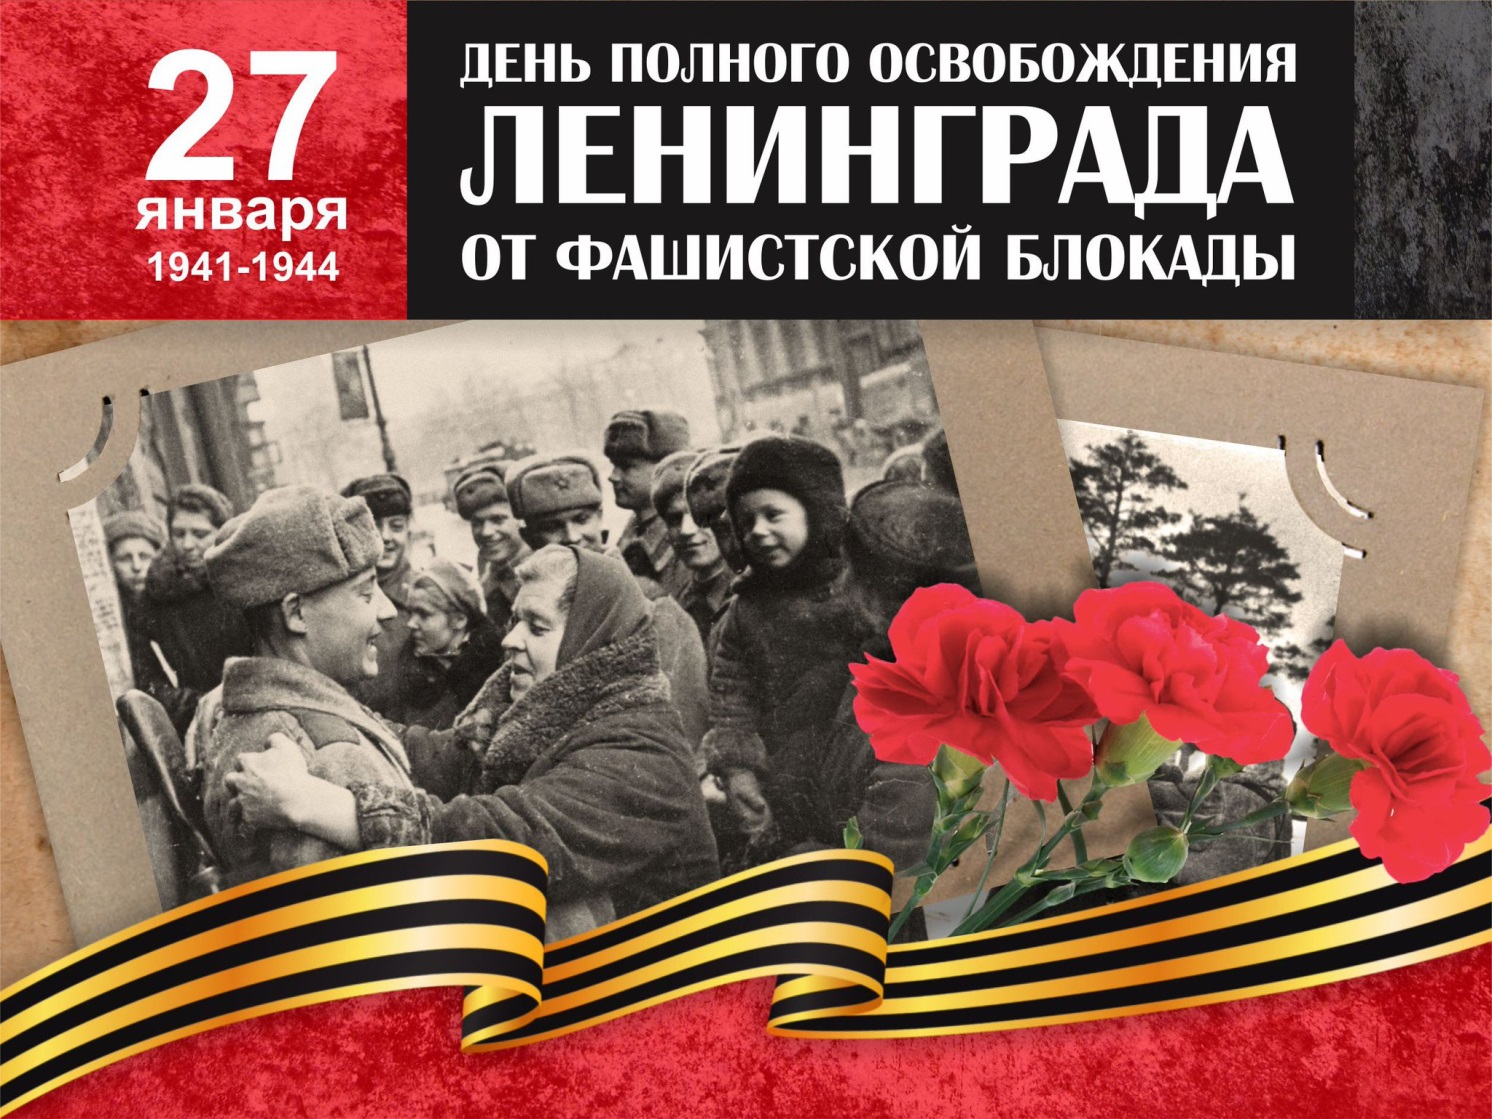 27
января
1941-1944
ДЕНЬ ПОЛНОГО ОСВОБОЖДЕНИЯ
ЛЕНИНГРАДА
ОТ ФАШИСТСКОЙ БЛОКАДЫ